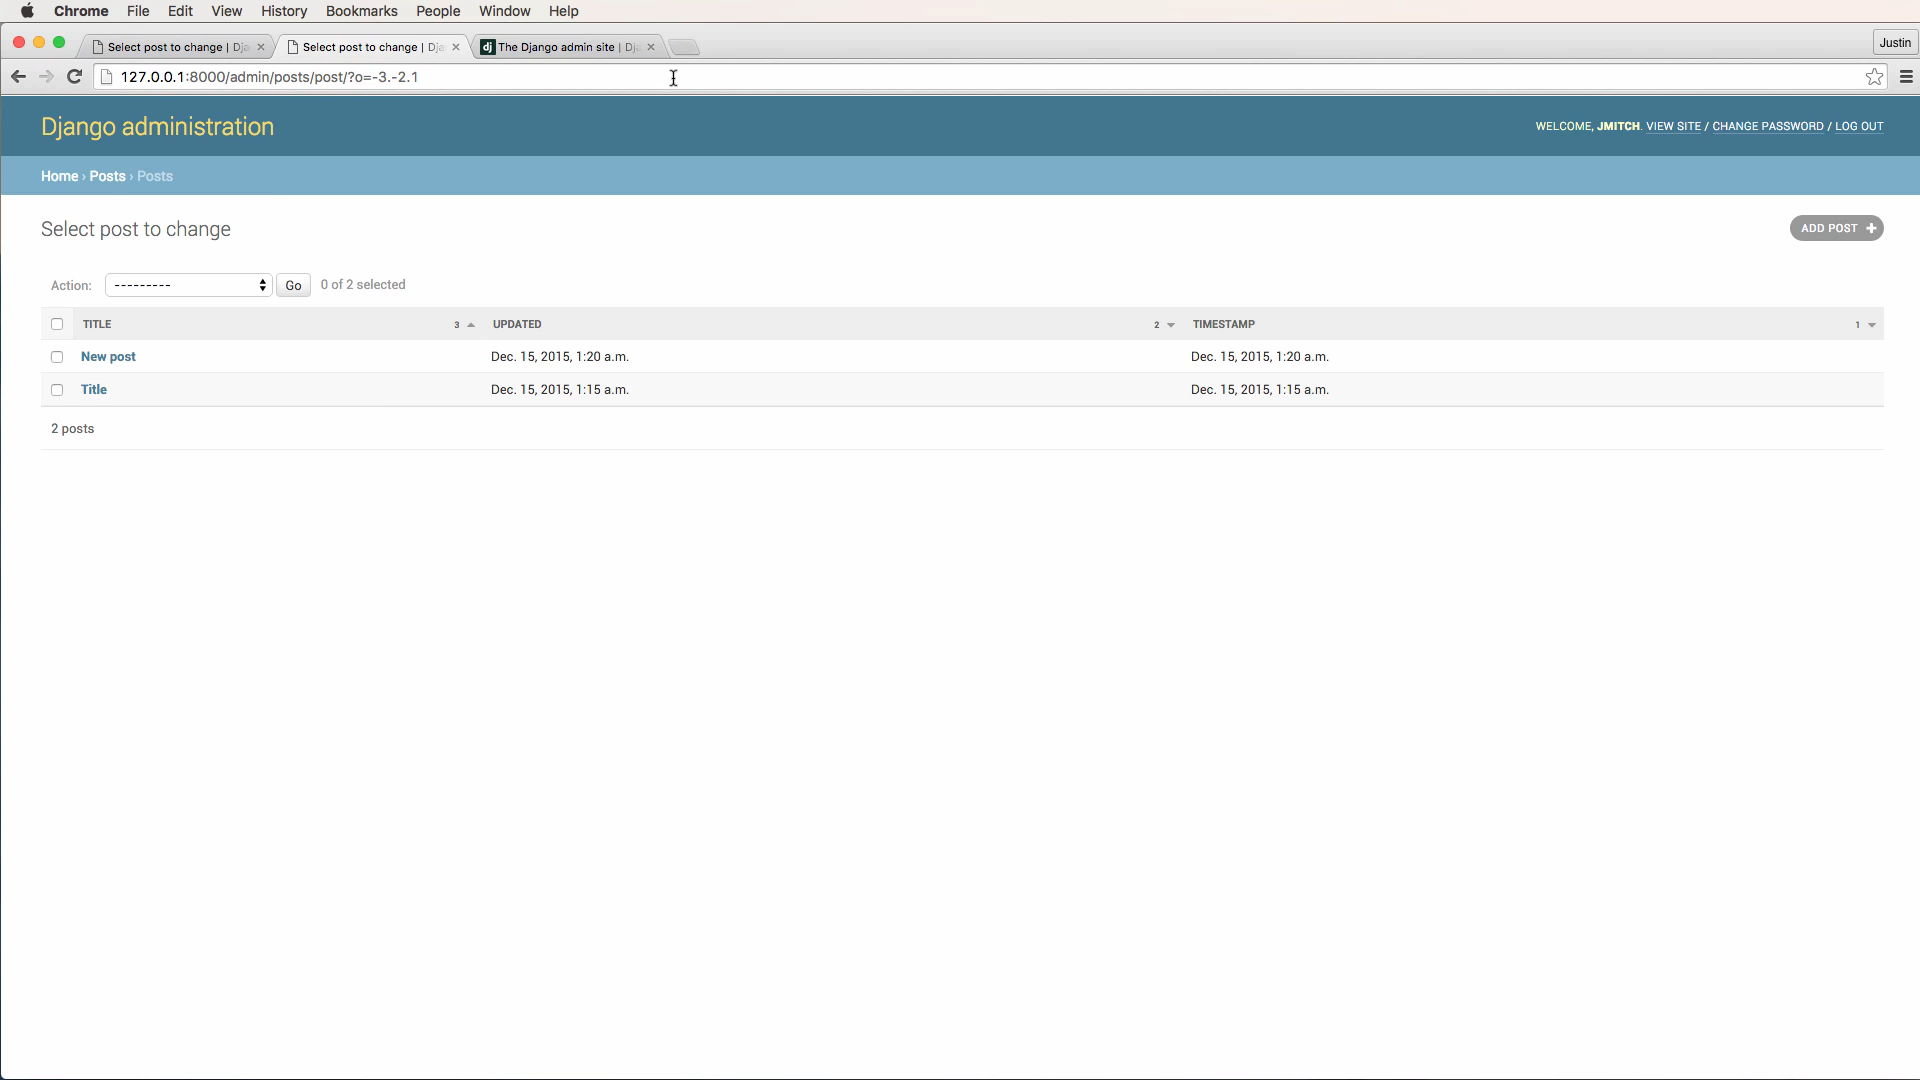 Chrome File Edit View History Bookmarks People Window Help
Select post to change | Dja Select post to change | Dja The Django admin site | Dj Justin
127.0.0.1:8000/admin/posts/post/?o=-3.-2.1
Django administration WELCOME, JMITCH. VIEW SITE / CHANGE PASSWORD / LOG OUT
Home › Posts › Posts
Select post to change ADD POST +
Action: --------- Go 0 of 2 selected
TITLE 3 UPDATED 2 TIMESTAMP 1
New post Dec. 15, 2015, 1:20 a.m. Dec. 15, 2015, 1:20 a.m.
Title Dec. 15, 2015, 1:15 a.m. Dec. 15, 2015, 1:15 a.m.
2 posts